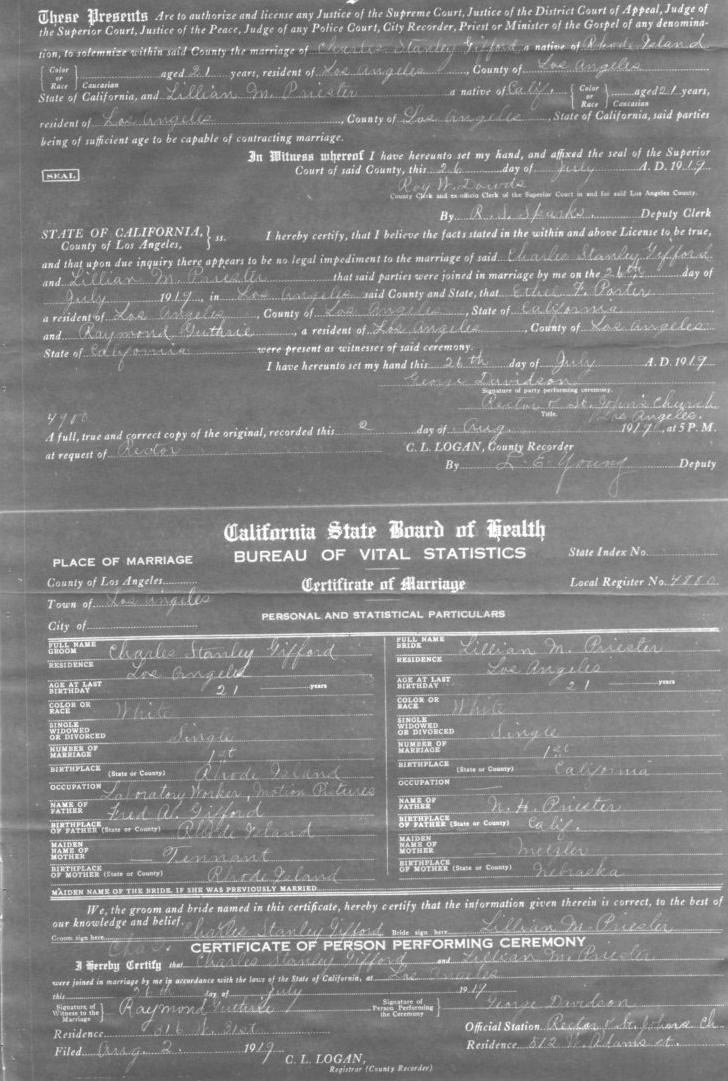 These Presents Are to authorize and license any Justice of the Supreme Court, Justice of the District Court of Appeal, Judge of
the Superior Court, Justice of the Peace, Judge of any Police Court, City Recorder, Priest or Minister of the Gospel of any denomina-
tion, to solemnize within said County the marriage of Charles Stanley Gifford a native of Rhode Island
Color or Race Caucasian aged 21 years, resident of Los Angeles, County of Los Angeles
State of California, and Lillian M. Priester a native of Calif. Color or Race Caucasian aged 21 years,
resident of Los Angeles, County of Los Angeles, State of California, said parties
being of sufficient age to be capable of contracting marriage.
In Witness whereof I have hereunto set my hand, and affixed the seal of the Superior
SEAL Court of said County, this 26 day of July A. D. 1919
Roy W. Dowds
County Clerk and ex-officio Clerk of the Superior Court in and for said Los Angeles County.
By R. S. Sparks. Deputy Clerk
STATE OF CALIFORNIA, County of Los Angeles, } ss. I hereby certify, that I believe the facts stated in the within and above License to be true,
and that upon due inquiry there appears to be no legal impediment to the marriage of said Charles Stanley Gifford
and Lillian M. Priester that said parties were joined in marriage by me on the 26th day of
July 1919, in Los Angeles said County and State, that Ethel F. Porter
a resident of Los Angeles, County of Los Angeles, State of California
and Raymond Guthrie, a resident of Los Angeles, County of Los Angeles
State of California were present as witnesses of said ceremony.
I have hereunto set my hand this 26th day of July A. D. 1919
George Davidson
Signature of party performing ceremony.
Rector of St. John's Church
Title. Los Angeles.
4900
A full, true and correct copy of the original, recorded this 2 day of Aug. 1919, at 5 P. M.
at request of Rector C. L. LOGAN, County Recorder
By L. E. Young Deputy
California State Board of Health
BUREAU OF VITAL STATISTICS
State Index No.
PLACE OF MARRIAGE
County of Los Angeles
Certificate of Marriage
Local Register No. 4880
Town of Los Angeles
City of
PERSONAL AND STATISTICAL PARTICULARS
FULL NAME GROOM Charles Stanley Gifford
RESIDENCE Los Angeles
AGE AT LAST BIRTHDAY 21 years
COLOR OR RACE White
SINGLE WIDOWED OR DIVORCED Single
NUMBER OF MARRIAGE 1st
BIRTHPLACE (State or County) Rhode Island
OCCUPATION Laboratory Worker, Motion Pictures
NAME OF FATHER Fred A. Gifford
BIRTHPLACE OF FATHER (State or County) Rhode Island
MAIDEN NAME OF MOTHER Tennant
BIRTHPLACE OF MOTHER (State or County) Rhode Island
FULL NAME BRIDE Lillian M. Priester
RESIDENCE Los Angeles
AGE AT LAST BIRTHDAY 21 years
COLOR OR RACE White
SINGLE WIDOWED OR DIVORCED Single
NUMBER OF MARRIAGE 1st
BIRTHPLACE (State or County) California
OCCUPATION
NAME OF FATHER W. H. Priester
BIRTHPLACE OF FATHER (State or County) Calif.
MAIDEN NAME OF MOTHER Metzler
BIRTHPLACE OF MOTHER (State or County) Nebraska
MAIDEN NAME OF THE BRIDE, IF SHE WAS PREVIOUSLY MARRIED
We, the groom and bride named in this certificate, hereby certify that the information given therein is correct, to the best of
our knowledge and belief.
Groom sign here Charles Stanley Gifford Bride sign here Lillian M. Priester
CERTIFICATE OF PERSON PERFORMING CEREMONY
I Hereby Certify that Charles Stanley Gifford and Lillian M. Priester
were joined in marriage by me in accordance with the laws of the State of California, at Los Angeles
this 26th day of July 1919
Signature of Witness to the Marriage Raymond Guthrie Signature of Person Performing the Ceremony George Davidson
Residence 316 W. 31st Official Station Rector of St. Johns Ch
Filed Aug. 2 1919 Residence 512 W. Adams st.
C. L. LOGAN,
Registrar (County Recorder)